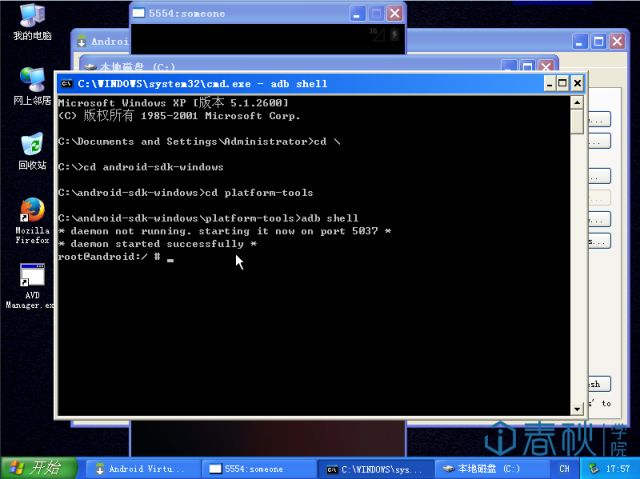 我的电脑
网上邻居
回收站
Mozilla
Firefox
AVD
Manager.ex
5554:someone
Android
本地磁盘 (C:)
C:\WINDOWS\system32\cmd.exe - adb shell
Microsoft Windows XP [版本 5.1.2600]
(C) 版权所有 1985-2001 Microsoft Corp.
C:\Documents and Settings\Administrator>cd \
C:\>cd android-sdk-windows
C:\android-sdk-windows>cd platform-tools
C:\android-sdk-windows\platform-tools>adb shell
* daemon not running. starting it now on port 5037 *
* daemon started successfully *
root@android:/ # _
esh
s' to
春秋学院
开始
Android Virtu...
5554:someone
C:\WINDOWS\sys...
本地磁盘 (C:)
CH
17:57